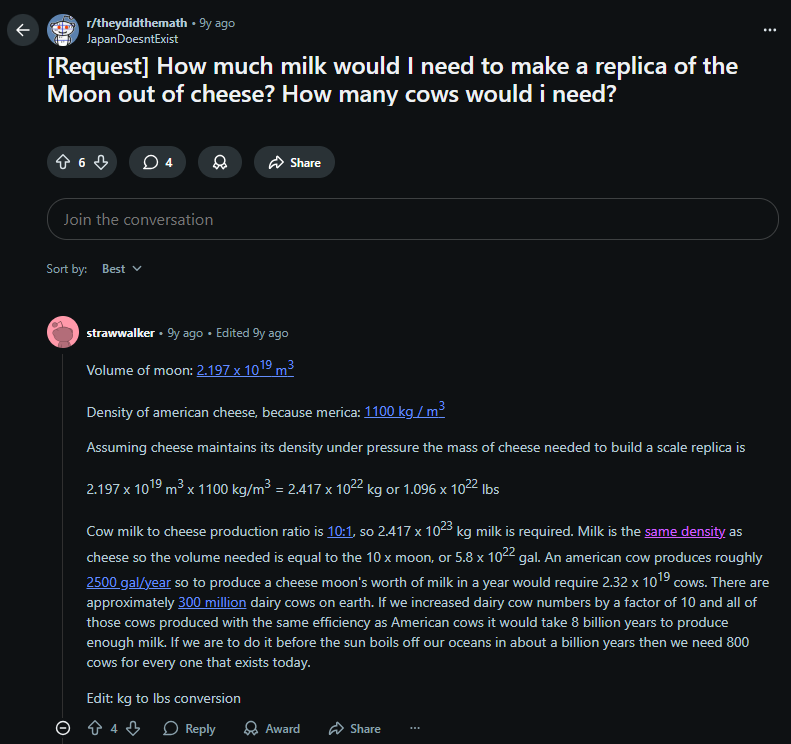 r/theydidthemath • 9y ago
JapanDoesntExist
[Request] How much milk would I need to make a replica of the
Moon out of cheese? How many cows would i need?
6
4
Share
Join the conversation
Sort by: Best
strawwalker • 9y ago • Edited 9y ago
Volume of moon: 2.197 x 10^19 m^3
Density of american cheese, because merica: 1100 kg / m^3
Assuming cheese maintains its density under pressure the mass of cheese needed to build a scale replica is
2.197 x 10^19 m^3 x 1100 kg/m^3 = 2.417 x 10^22 kg or 1.096 x 10^22 lbs
Cow milk to cheese production ratio is 10:1, so 2.417 x 10^23 kg milk is required. Milk is the same density as
cheese so the volume needed is equal to the 10 x moon, or 5.8 x 10^22 gal. An american cow produces roughly
2500 gal/year so to produce a cheese moon's worth of milk in a year would require 2.32 x 10^19 cows. There are
approximately 300 million dairy cows on earth. If we increased dairy cow numbers by a factor of 10 and all of
those cows produced with the same efficiency as American cows it would take 8 billion years to produce
enough milk. If we are to do it before the sun boils off our oceans in about a billion years then we need 800
cows for every one that exists today.
Edit: kg to lbs conversion
4
Reply
Award
Share